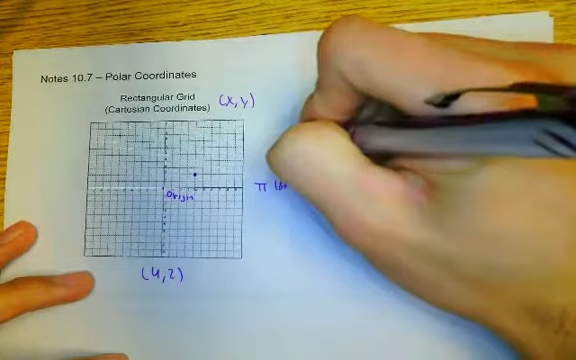 Notes 10.7 – Polar Coordinates
Rectangular Grid
(Cartesian Coordinates) (x,y)
origin
π
(4,2)